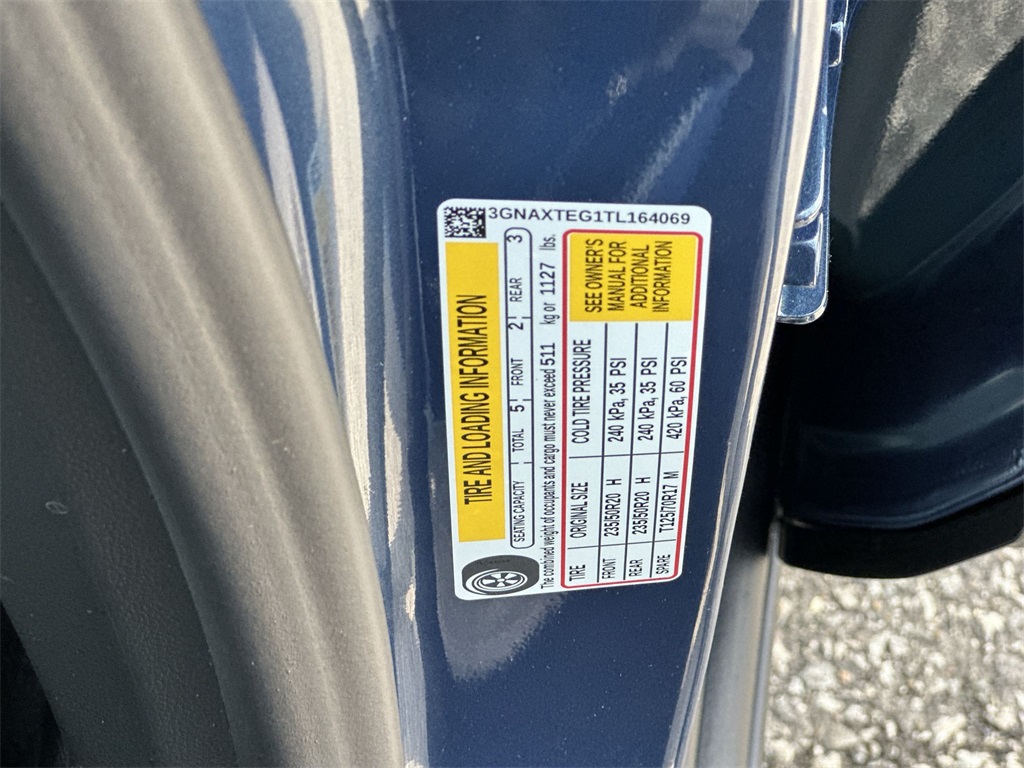 3GNAXTEG1TL164069
TIRE AND LOADING INFORMATION
SEATING CAPACITY TOTAL 5 FRONT 2 REAR 3
The combined weight of occupants and cargo must never exceed 511 kg or 1127 lbs.
TIRE ORIGINAL SIZE COLD TIRE PRESSURE
FRONT 235/50R20 H 240 kPa, 35 PSI
REAR 235/50R20 H 240 kPa, 35 PSI
SPARE T125/70R17 M 420 kPa, 60 PSI
SEE OWNER'S
MANUAL FOR
ADDITIONAL
INFORMATION